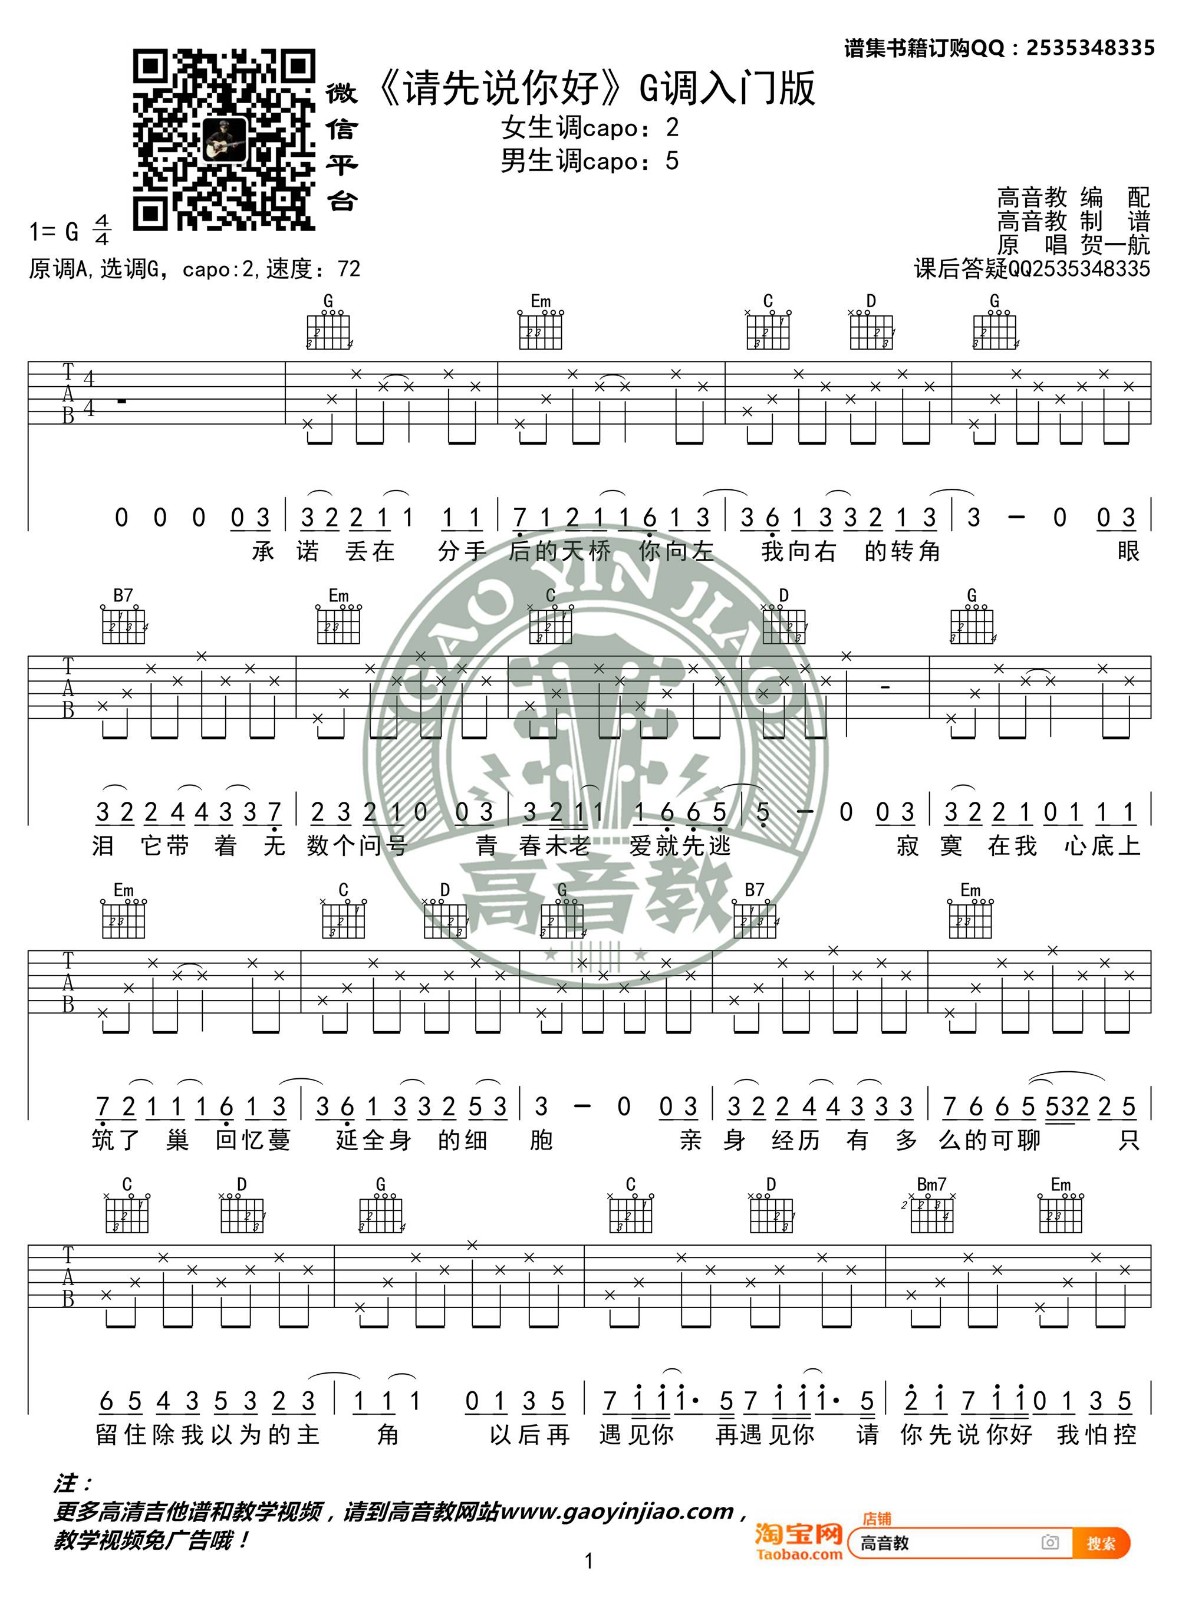 谱集书籍订购QQ：2535348335
微信平台
《请先说你好》G调入门版
女生调capo：2
男生调capo：5
高音教 编 配
高音教 制 谱
原 唱 贺一航
课后答疑QQ2535348335
1= G 4/4
原调A,选调G，capo:2,速度：72
G Em C D G
T A B 4 4
0 0 0 0 3 3 2 2 1 1 1 1 7 1 2 1 1 6 1 3 3 6 1 3 3 2 1 3 3 － 0 0 3
承 诺 丢在 分手 后的天桥 你向左 我向右 的转角 眼
B7 Em C D G
T A B
3 2 2 4 4 3 3 7 2 3 2 1 0 0 3 3 2 1 1 1 6 6 5 5 － 0 0 3 3 2 2 1 0 1 1 1
泪 它带 着 无 数个问号 青 春未老 爱就先逃 寂 寞 在我 心底上
GAO YIN JIAO
高音教
Em C D G B7 Em
T A B
7 2 1 1 1 6 1 3 3 6 1 3 3 2 5 3 3 － 0 0 3 3 2 2 4 4 3 3 3 7 6 6 5 5 3 2 2 5
筑了 巢 回忆蔓 延全身 的细 胞 亲 身 经历 有 多 么的可聊 只
C D G C D Bm7 Em
2
T A B
6 5 4 3 5 3 2 3 1 1 1 0 1 3 5 7 1 1 1· 5 7 1 1 1· 5 2 1 7 1 1 0 1 3 5
留住除我以为的主 角 以后再 遇见你 再遇见你 请 你先说你好 我怕控
注：
更多高清吉他谱和教学视频，请到高音教网站www.gaoyinjiao.com，
教学视频免广告哦！
淘宝网
Taobao.com
店铺
高音教
搜索
1